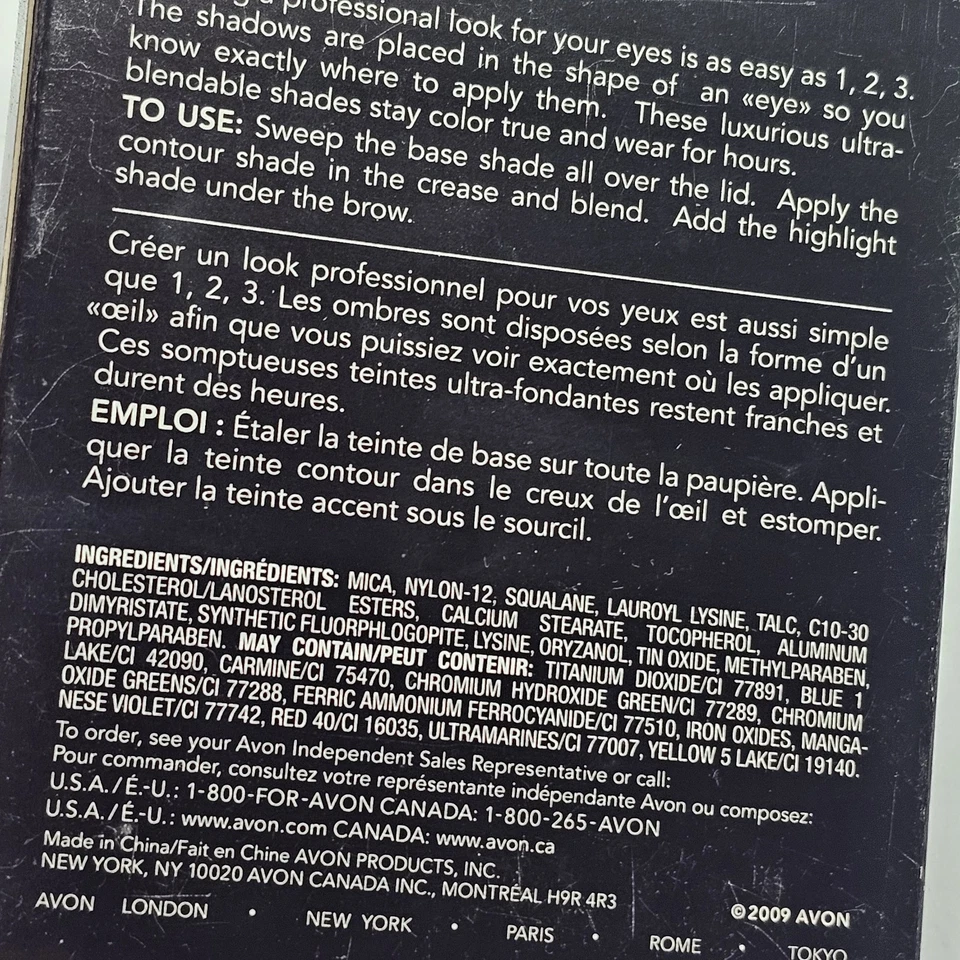 a professional look for your eyes is as easy as 1, 2, 3.
The shadows are placed in the shape of an «eye» so you
know exactly where to apply them. These luxurious ultra-
blendable shades stay color true and wear for hours.
TO USE: Sweep the base shade all over the lid. Apply the
contour shade in the crease and blend. Add the highlight
shade under the brow.
Créer un look professionnel pour vos yeux est aussi simple
que 1, 2, 3. Les ombres sont disposées selon la forme d'un
«œil» afin que vous puissiez voir exactement où les appliquer.
Ces somptueuses teintes ultra-fondantes restent franches et
durent des heures.
EMPLOI : Étaler la teinte de base sur toute la paupière. Appli-
quer la teinte contour dans le creux de l'œil et estomper.
Ajouter la teinte accent sous le sourcil.
INGREDIENTS/INGRÉDIENTS: MICA, NYLON-12, SQUALANE, LAUROYL LYSINE, TALC, C10-30
CHOLESTEROL/LANOSTEROL ESTERS, CALCIUM STEARATE, TOCOPHEROL, ALUMINUM
DIMYRISTATE, SYNTHETIC FLUORPHLOGOPITE, LYSINE, ORYZANOL, TIN OXIDE, METHYLPARABEN,
PROPYLPARABEN. MAY CONTAIN/PEUT CONTENIR: TITANIUM DIOXIDE/CI 77891, BLUE 1
LAKE/CI 42090, CARMINE/CI 75470, CHROMIUM HYDROXIDE GREEN/CI 77289, CHROMIUM
OXIDE GREENS/CI 77288, FERRIC AMMONIUM FERROCYANIDE/CI 77510, IRON OXIDES, MANGA-
NESE VIOLET/CI 77742, RED 40/CI 16035, ULTRAMARINES/CI 77007, YELLOW 5 LAKE/CI 19140.
To order, see your Avon Independent Sales Representative or call:
Pour commander, consultez votre représentante indépendante Avon ou composez:
U.S.A./É.-U.: 1-800-FOR-AVON CANADA: 1-800-265-AVON
U.S.A./É.-U.: www.avon.com CANADA: www.avon.ca
Made in China/Fait en Chine AVON PRODUCTS, INC.
NEW YORK, NY 10020 AVON CANADA INC., MONTRÉAL H9R 4R3
©2009 AVON
AVON LONDON • NEW YORK • PARIS • ROME • TOKYO